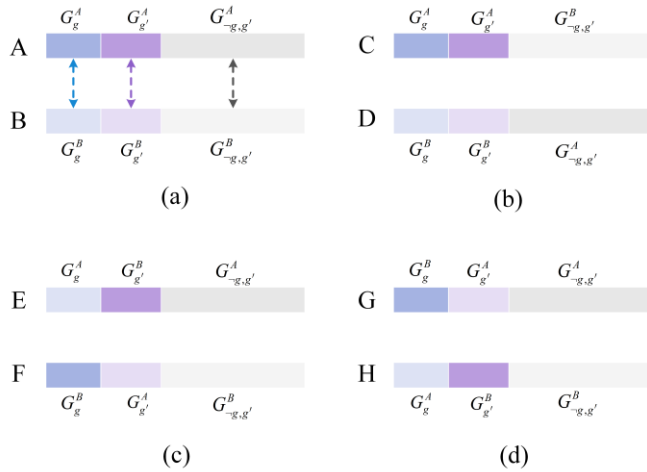 G_g^A G_{g'}^A G_{¬g,g'}^A
A
B
G_g^B G_{g'}^B G_{¬g,g'}^B
(a)
G_g^A G_{g'}^A G_{¬g,g'}^B
C
D
G_g^B G_{g'}^B G_{¬g,g'}^A
(b)
G_g^A G_{g'}^B G_{¬g,g'}^A
E
F
G_g^B G_{g'}^A G_{¬g,g'}^B
(c)
G_g^B G_{g'}^A G_{¬g,g'}^A
G
H
G_g^A G_{g'}^B G_{¬g,g'}^B
(d)